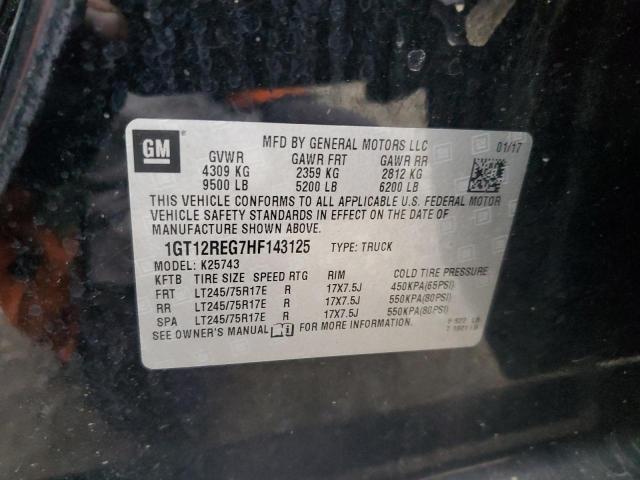 GM
MFD BY GENERAL MOTORS LLC 01/17
GVWR GAWR FRT GAWR RR
4309 KG 2359 KG 2812 KG
9500 LB 5200 LB 6200 LB
THIS VEHICLE CONFORMS TO ALL APPLICABLE U.S. FEDERAL MOTOR
VEHICLE SAFETY STANDARDS IN EFFECT ON THE DATE OF
MANUFACTURE SHOWN ABOVE.
1GT12REG7HF143125 TYPE: TRUCK
MODEL: K25743
KFTB TIRE SIZE SPEED RTG RIM COLD TIRE PRESSURE
FRT LT245/75R17E R 17X7.5J 450KPA(65PSI)
RR LT245/75R17E R 17X7.5J 550KPA(80PSI)
SPA LT245/75R17E R 17X7.5J 550KPA(80PSI)
SEE OWNER'S MANUAL FOR MORE INFORMATION.